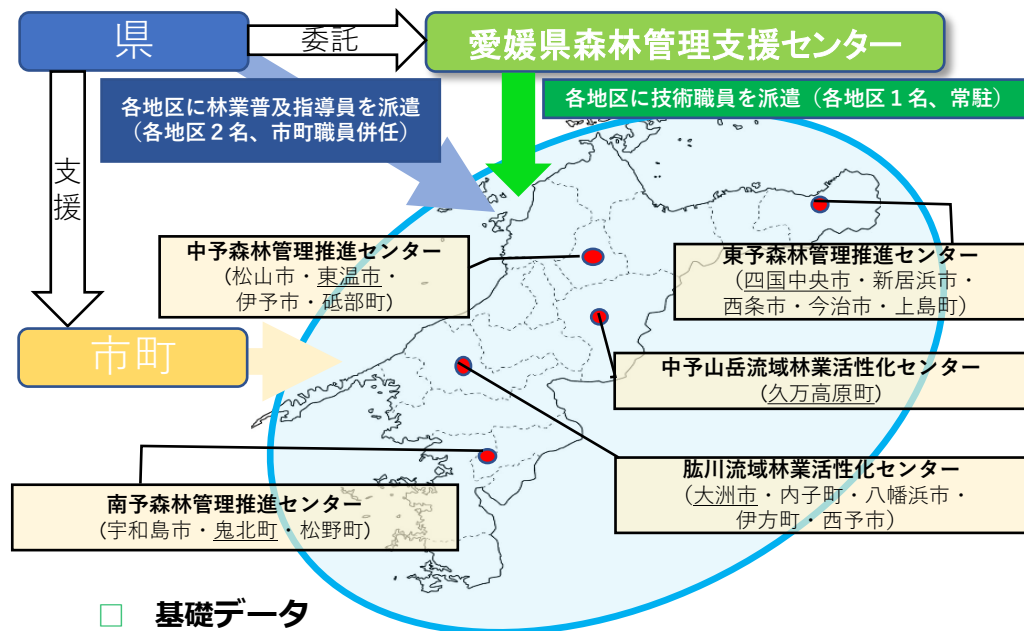 県
委託
愛媛県森林管理支援センター
各地区に林業普及指導員を派遣
（各地区２名、市町職員併任）
各地区に技術職員を派遣（各地区１名、常駐）
支援
中予森林管理推進センター
(松山市・東温市・
伊予市・砥部町)
東予森林管理推進センター
(四国中央市・新居浜市・
西条市・今治市・上島町)
市町
中予山岳流域林業活性化センター
(久万高原町)
肱川流域林業活性化センター
(大洲市・内子町・八幡浜市・
伊方町・西予市）
南予森林管理推進センター
(宇和島市・鬼北町・松野町)
□ 基礎データ